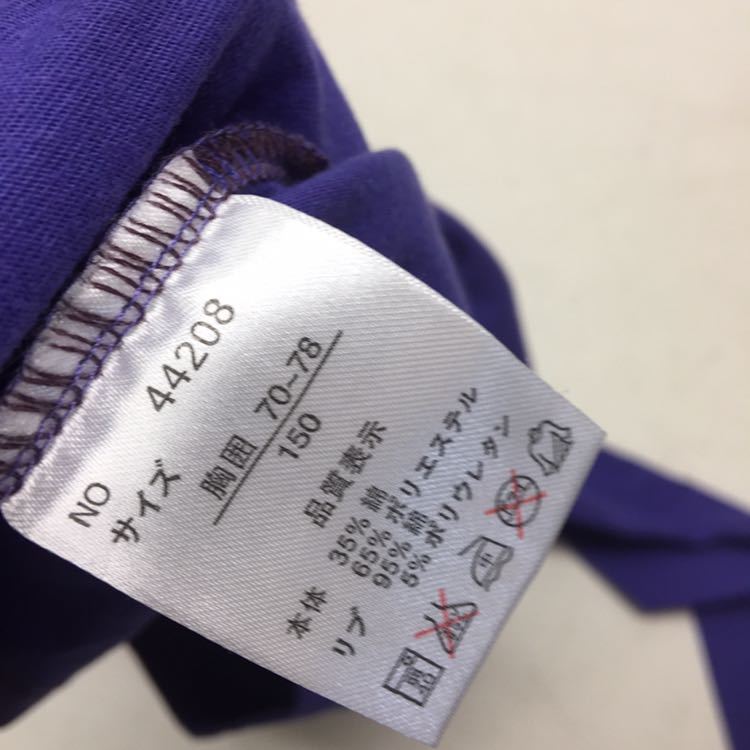 NO 44208
サイズ 胸囲 70~78
150
品質表示
本体 35% 綿
65% ポリエステル
リブ 95% 綿
5% ポリウレタン